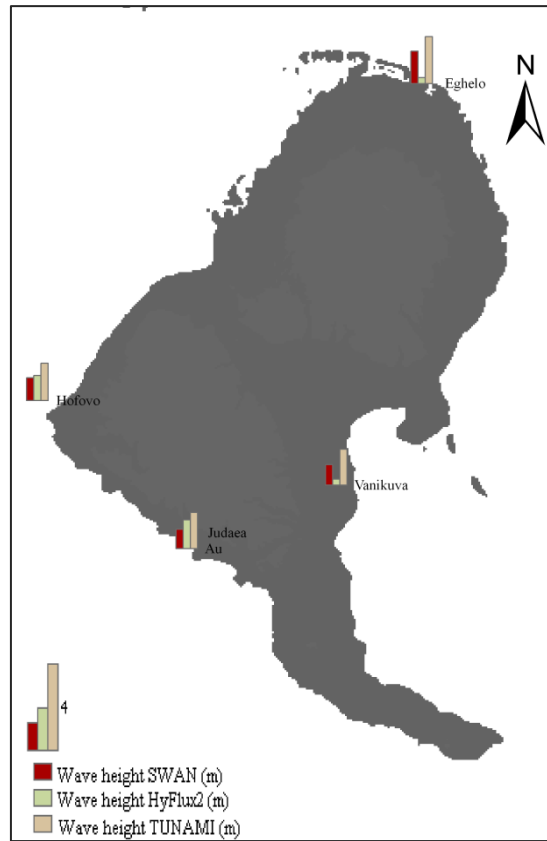 Eghelo
N
Hofovo
Vanikuva
Judaea
Au
4
Wave height SWAN (m)
Wave height HyFlux2 (m)
Wave height TUNAMI (m)